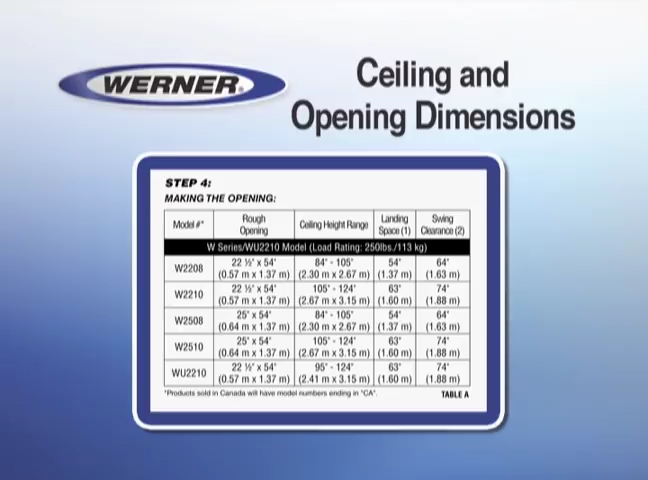 WERNER®
Ceiling and
Opening Dimensions
STEP 4:
MAKING THE OPENING:
Model #* Rough Opening Ceiling Height Range Landing Space (1) Swing Clearance (2)
W Series/WU2210 Model (Load Rating: 250lbs./113 kg)
W2208 22 ½" x 54" (0.57 m x 1.37 m) 84" - 105" (2.30 m x 2.67 m) 54" (1.37 m) 64" (1.63 m)
W2210 22 ½" x 54" (0.57 m x 1.37 m) 105" - 124" (2.67 m x 3.15 m) 63" (1.60 m) 74" (1.88 m)
W2508 25" x 54" (0.64 m x 1.37 m) 84" - 105" (2.30 m x 2.67 m) 54" (1.37 m) 64" (1.63 m)
W2510 25" x 54" (0.64 m x 1.37 m) 105" - 124" (2.67 m x 3.15 m) 63" (1.60 m) 74" (1.88 m)
WU2210 22 ½" x 54" (0.57 m x 1.37 m) 95" - 124" (2.41 m x 3.15 m) 63" (1.60 m) 74" (1.88 m)
*Products sold in Canada will have model numbers ending in "CA".
TABLE A